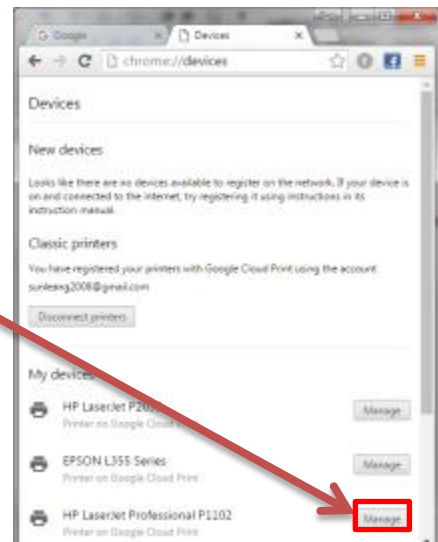 Google
Devices
chrome://devices
Devices
New devices
Looks like there are no devices available to register on the network. If your device is
on and connected to the internet, try registering it using instructions in its
instruction manual.
Classic printers
You have registered your printers with Google Cloud Print using the account
Disconnect printers
My devices
HP LaserJet
Manage
Printer on Google Cloud
EPSON L355 Series
Manage
Printer on Google Cloud Print
HP LaserJet Professional P1102
Manage
Printer on Google Cloud Print